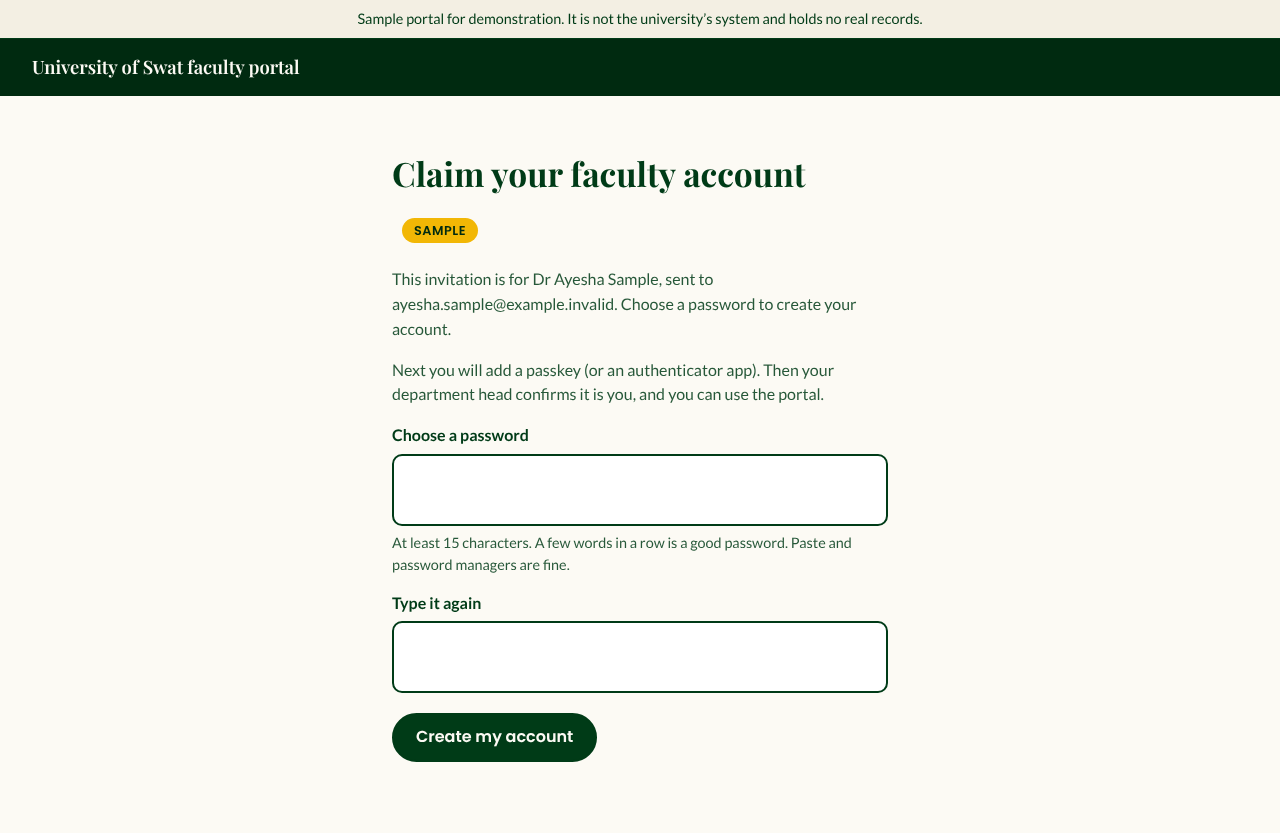 Sample portal for demonstration. It is not the university’s system and holds no real records.
University of Swat faculty portal
Claim your faculty account
SAMPLE
This invitation is for Dr Ayesha Sample, sent to
ayesha.sample@example.invalid. Choose a password to create your
account.
Next you will add a passkey (or an authenticator app). Then your
department head confirms it is you, and you can use the portal.
Choose a password
At least 15 characters. A few words in a row is a good password. Paste and
password managers are fine.
Type it again
Create my account